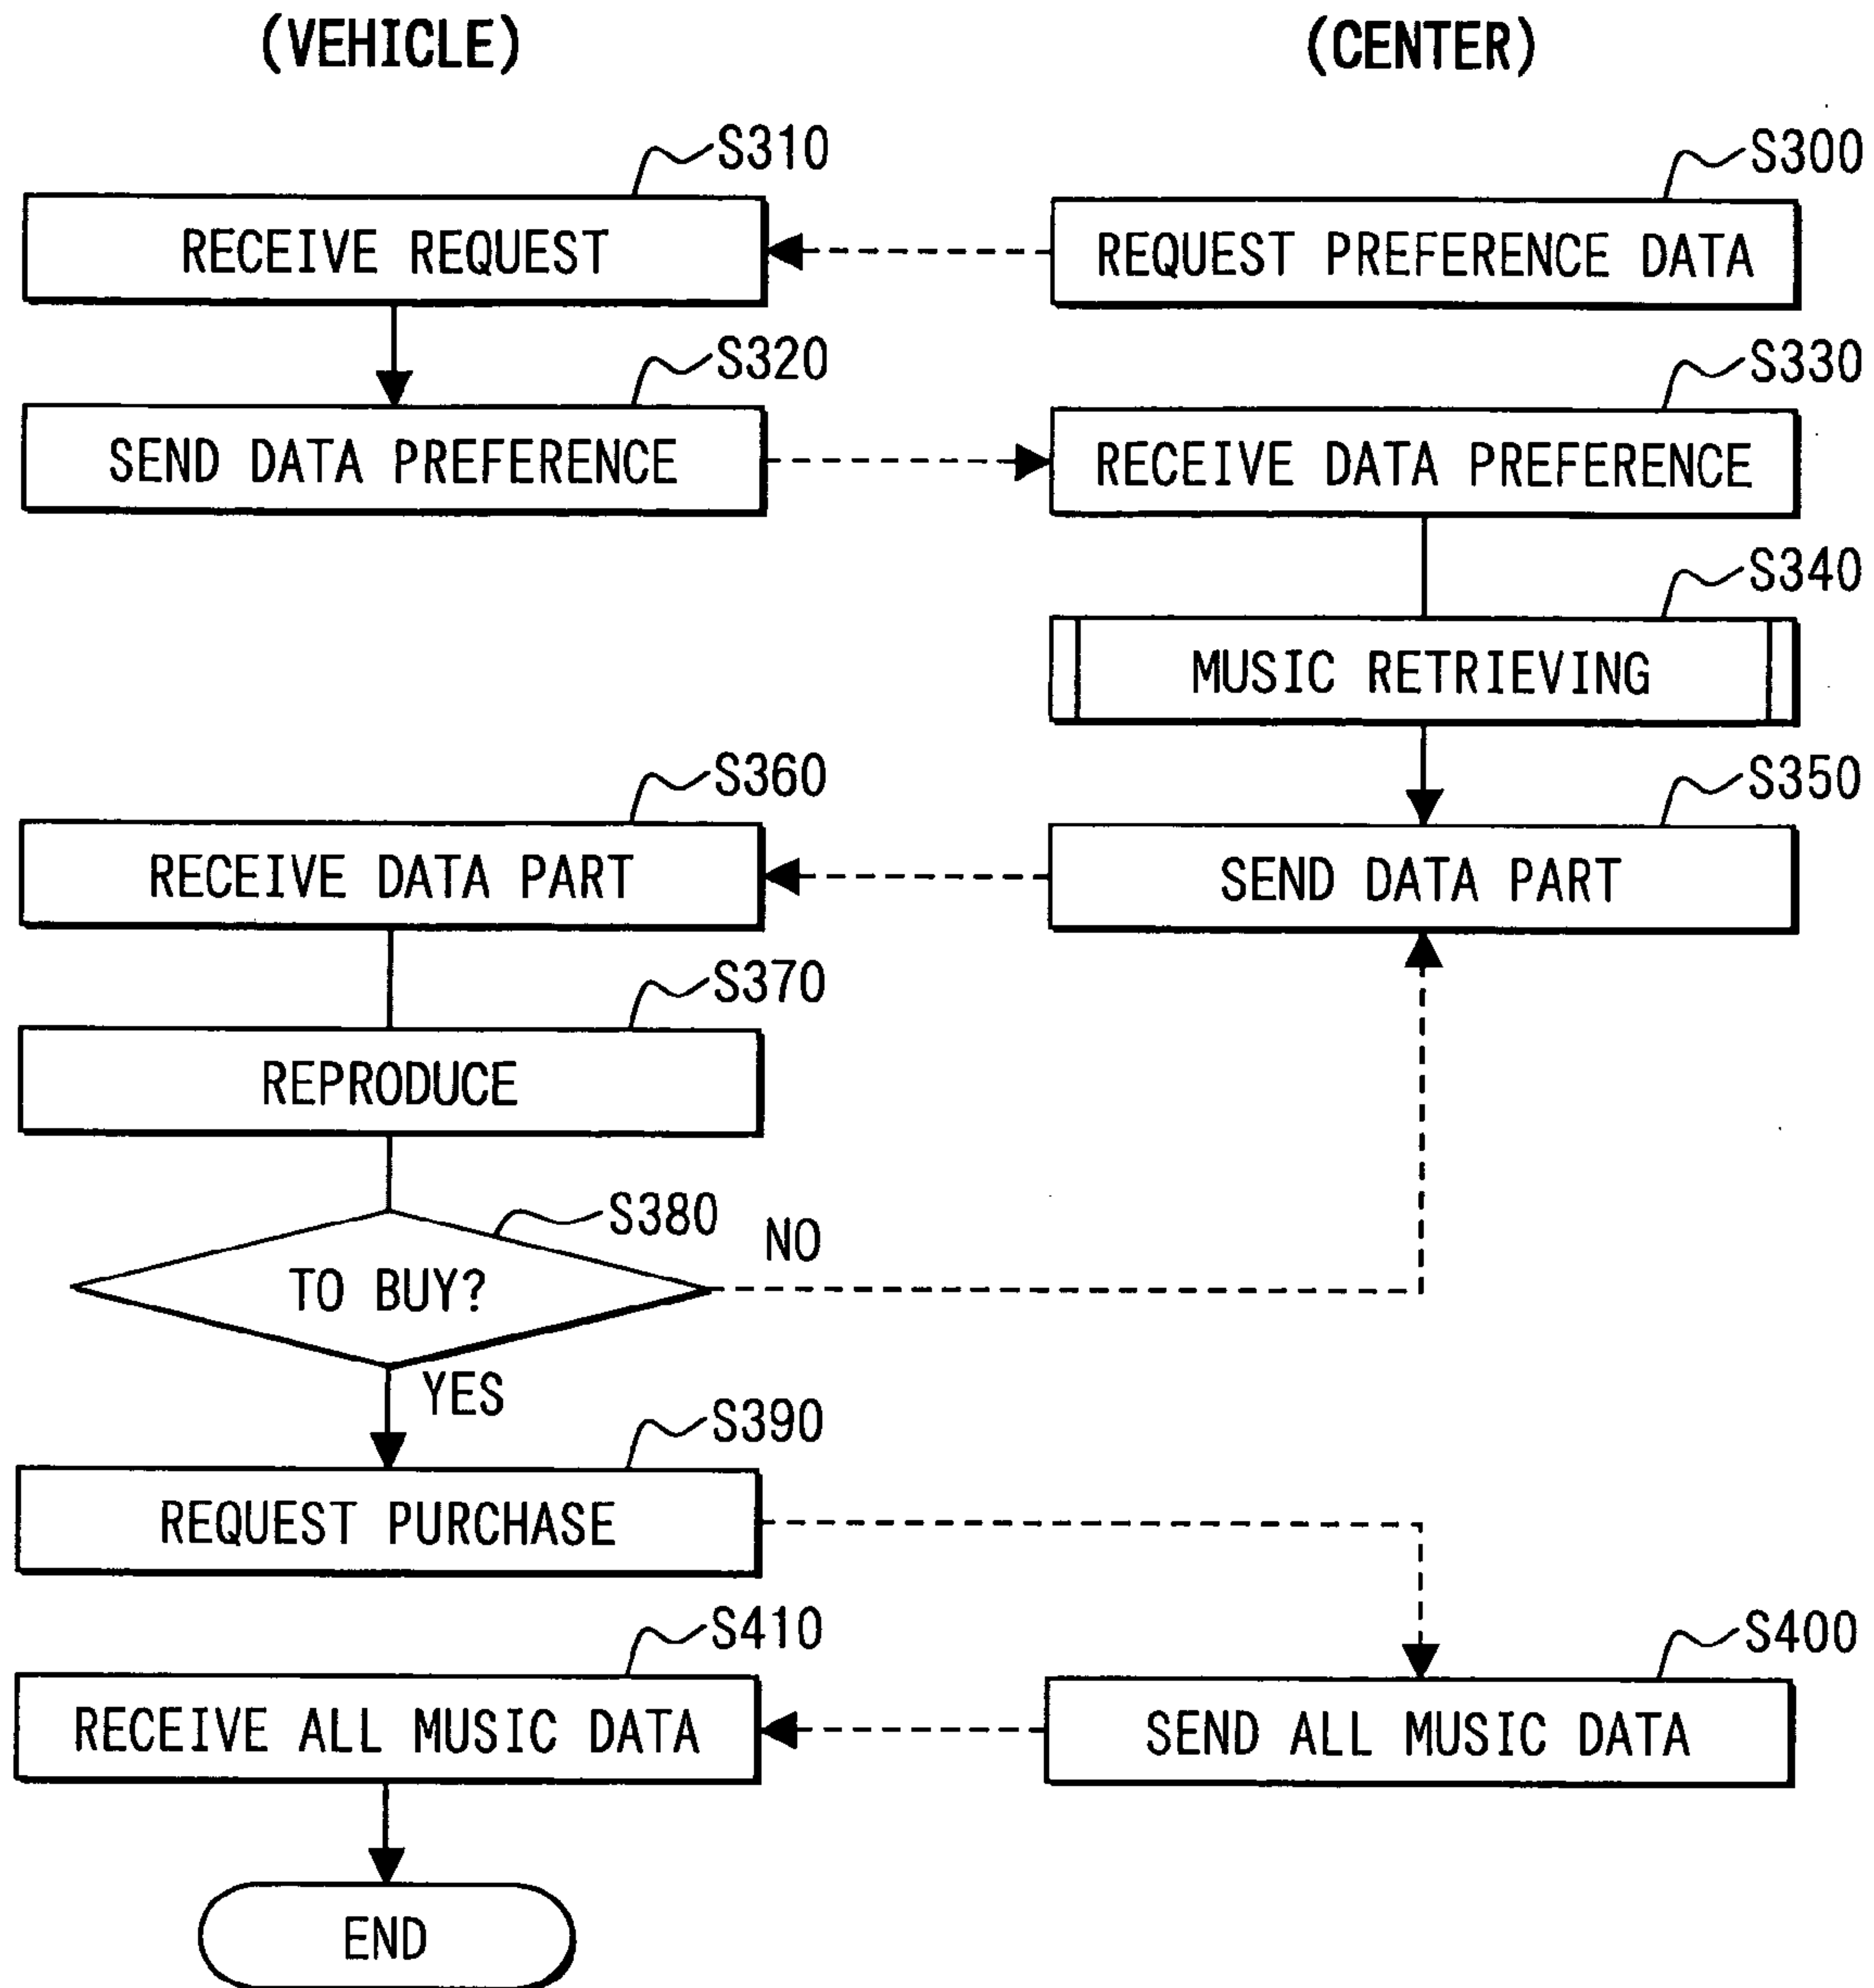 (VEHICLE) (CENTER)
S310 S300
RECEIVE REQUEST REQUEST PREFERENCE DATA
S320 S330
SEND DATA PREFERENCE RECEIVE DATA PREFERENCE
S340
MUSIC RETRIEVING
S360 S350
RECEIVE DATA PART SEND DATA PART
S370
REPRODUCE
S380 NO
TO BUY?
YES
S390
REQUEST PURCHASE
S410 S400
RECEIVE ALL MUSIC DATA SEND ALL MUSIC DATA
END